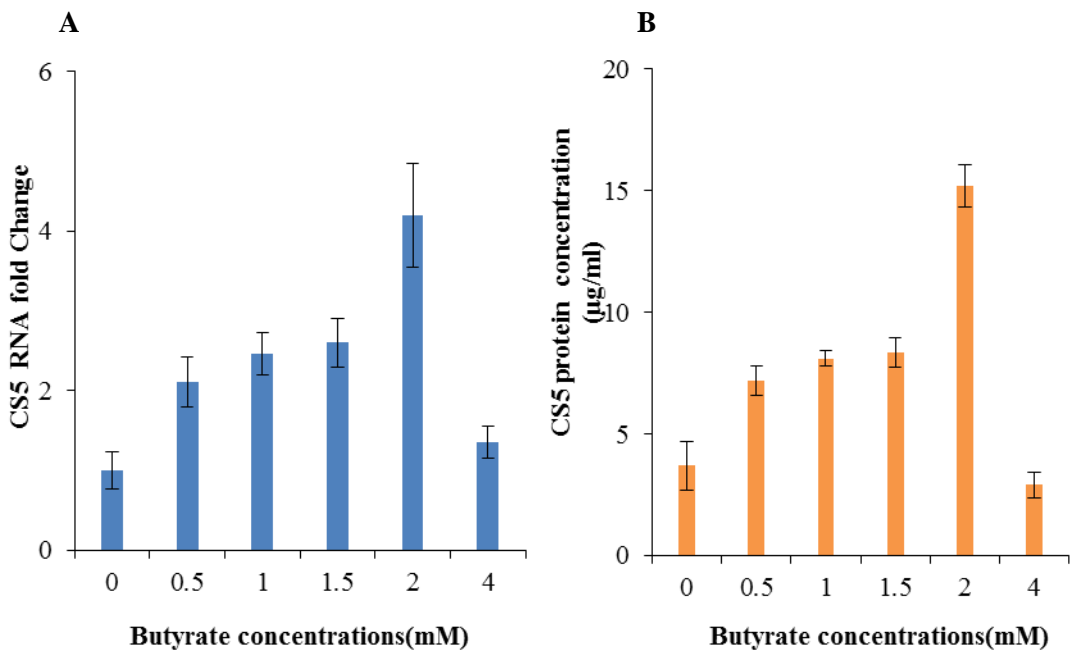 A
CS5 RNA fold Change
6
4
2
0
0 0.5 1 1.5 2 4
Butyrate concentrations(mM)
B
CS5 protein concentration
(µg/ml)
20
15
10
5
0
0 0.5 1 1.5 2 4
Butyrate concentrations(mM)